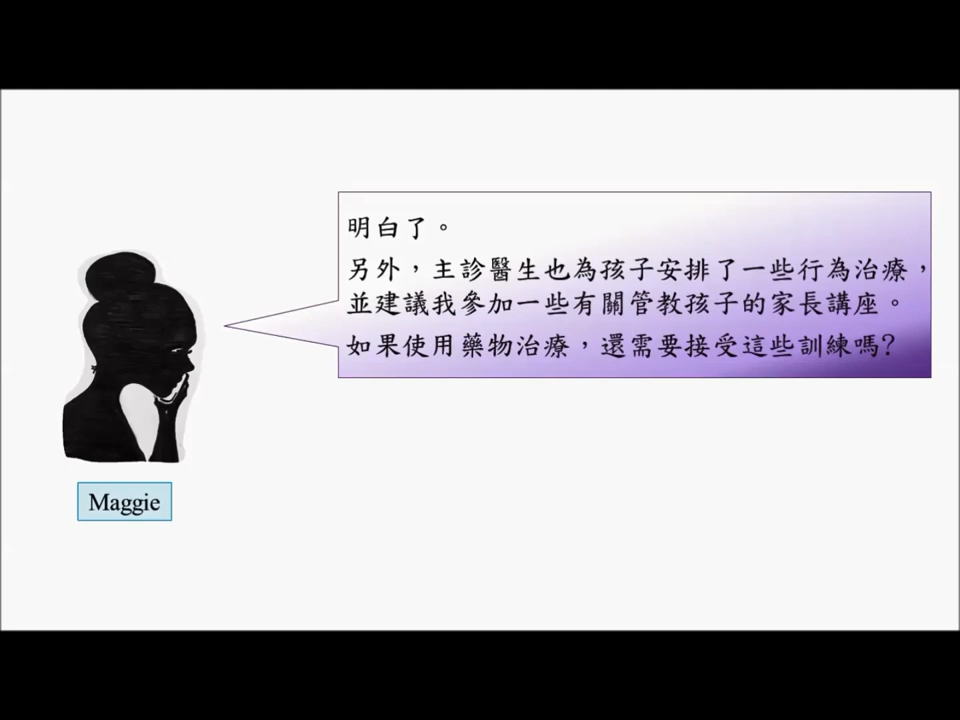 明白了。
另外，主診醫生也為孩子安排了一些行為治療，
並建議我參加一些有關管教孩子的家長講座。
如果使用藥物治療，還需要接受這些訓練嗎?
Maggie